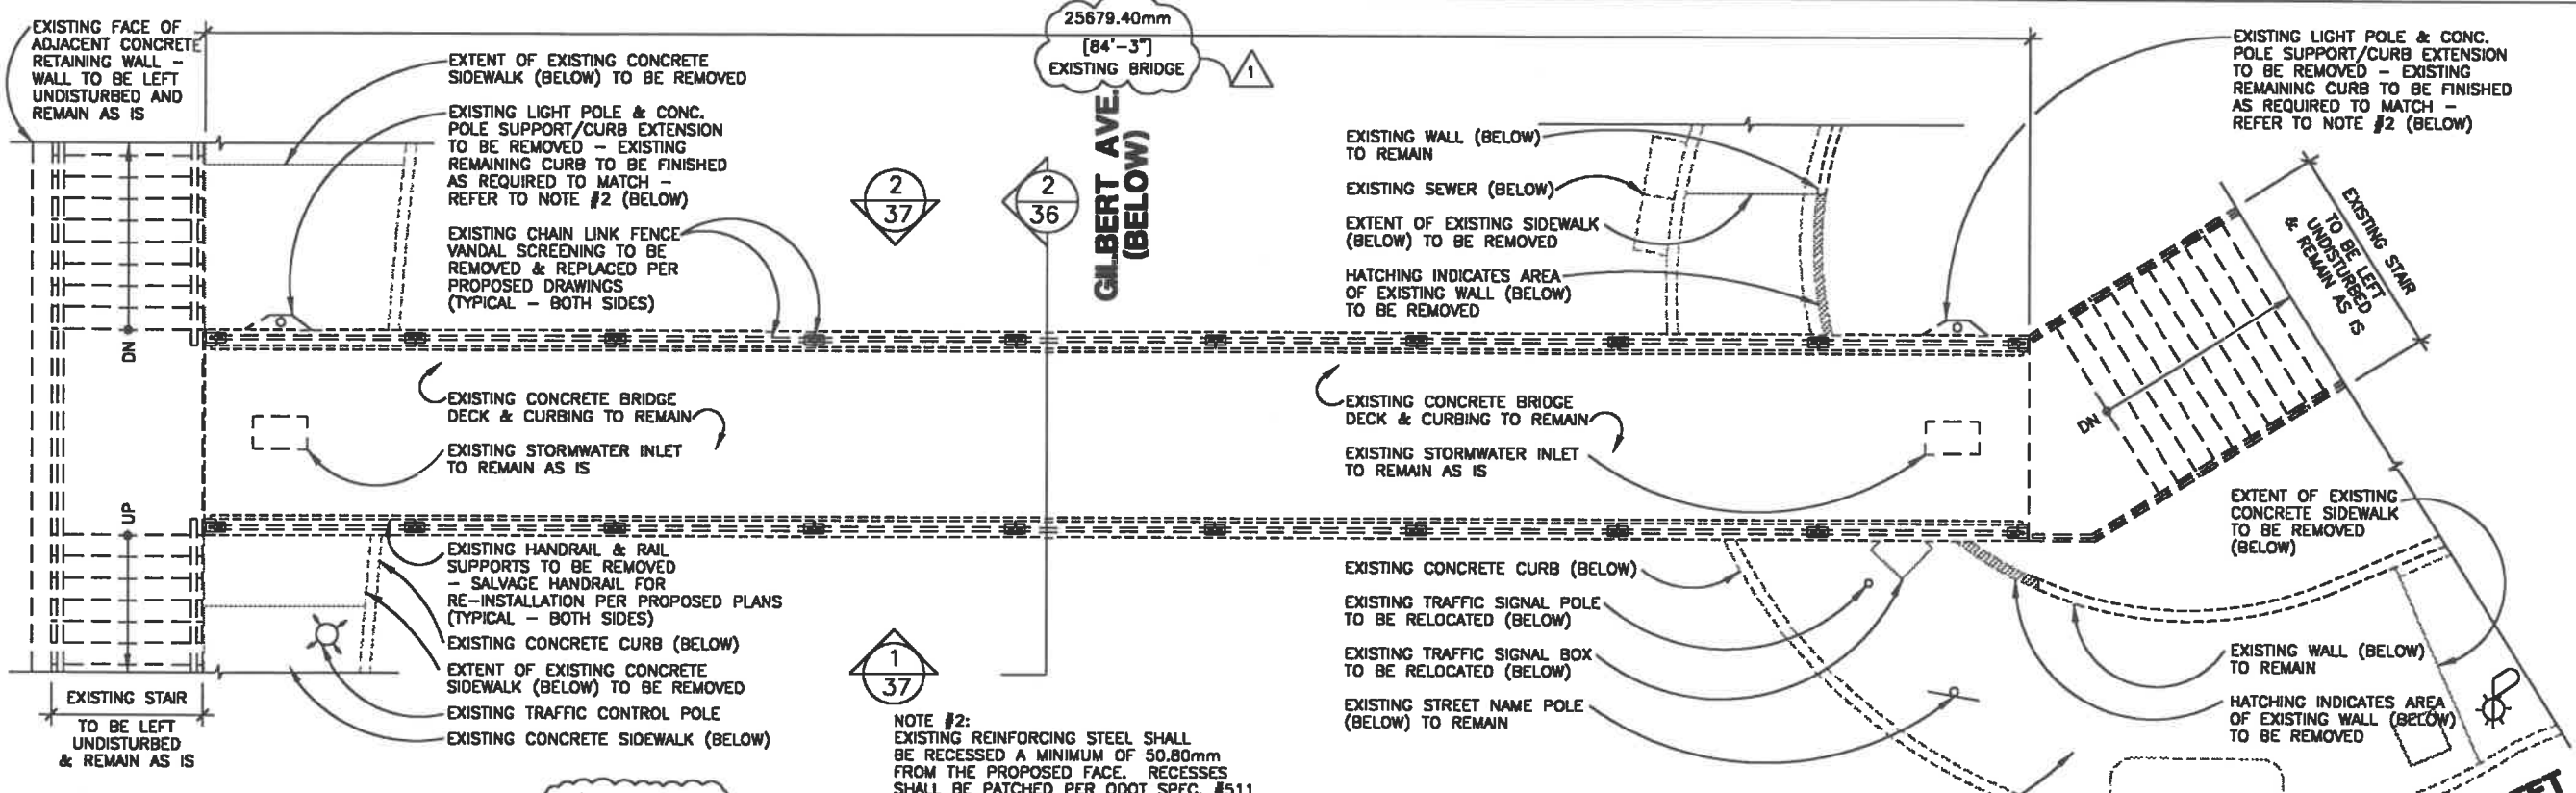 EXISTING FACE OF
ADJACENT CONCRETE
RETAINING WALL -
WALL TO BE LEFT
UNDISTURBED AND
REMAIN AS IS
EXTENT OF EXISTING CONCRETE
SIDEWALK (BELOW) TO BE REMOVED
EXISTING LIGHT POLE & CONC.
POLE SUPPORT/CURB EXTENSION
TO BE REMOVED - EXISTING
REMAINING CURB TO BE FINISHED
AS REQUIRED TO MATCH -
REFER TO NOTE #2 (BELOW)
EXISTING CHAIN LINK FENCE
VANDAL SCREENING TO BE
REMOVED & REPLACED PER
PROPOSED DRAWINGS
(TYPICAL - BOTH SIDES)
25679.40mm
[84'-3"]
EXISTING BRIDGE
1
2
37
2
36
GILBERT AVE.
(BELOW)
EXISTING WALL (BELOW)
TO REMAIN
EXISTING SEWER (BELOW)
EXTENT OF EXISTING SIDEWALK
(BELOW) TO BE REMOVED
HATCHING INDICATES AREA
OF EXISTING WALL (BELOW)
TO BE REMOVED
EXISTING LIGHT POLE & CONC.
POLE SUPPORT/CURB EXTENSION
TO BE REMOVED - EXISTING
REMAINING CURB TO BE FINISHED
AS REQUIRED TO MATCH -
REFER TO NOTE #2 (BELOW)
EXISTING STAIR
TO BE LEFT
UNDISTURBED
& REMAIN AS IS
DN
DN
UP
EXISTING CONCRETE BRIDGE
DECK & CURBING TO REMAIN
EXISTING STORMWATER INLET
TO REMAIN AS IS
EXISTING CONCRETE BRIDGE
DECK & CURBING TO REMAIN
EXISTING STORMWATER INLET
TO REMAIN AS IS
EXTENT OF EXISTING
CONCRETE SIDEWALK
TO BE REMOVED
(BELOW)
EXISTING HANDRAIL & RAIL
SUPPORTS TO BE REMOVED
- SALVAGE HANDRAIL FOR
RE-INSTALLATION PER PROPOSED PLANS
(TYPICAL - BOTH SIDES)
EXISTING CONCRETE CURB (BELOW)
EXTENT OF EXISTING CONCRETE
SIDEWALK (BELOW) TO BE REMOVED
EXISTING TRAFFIC CONTROL POLE
EXISTING CONCRETE SIDEWALK (BELOW)
EXISTING STAIR
TO BE LEFT
UNDISTURBED
& REMAIN AS IS
1
37
NOTE #2:
EXISTING REINFORCING STEEL SHALL
BE RECESSED A MINIMUM OF 50.80mm
FROM THE PROPOSED FACE. RECESSES
SHALL BE PATCHED PER ODOT SPEC. #511
EXISTING CONCRETE CURB (BELOW)
EXISTING TRAFFIC SIGNAL POLE
TO BE RELOCATED (BELOW)
EXISTING TRAFFIC SIGNAL BOX
TO BE RELOCATED (BELOW)
EXISTING STREET NAME POLE
(BELOW) TO REMAIN
EXISTING WALL (BELOW)
TO REMAIN
HATCHING INDICATES AREA
OF EXISTING WALL (BELOW)
TO BE REMOVED